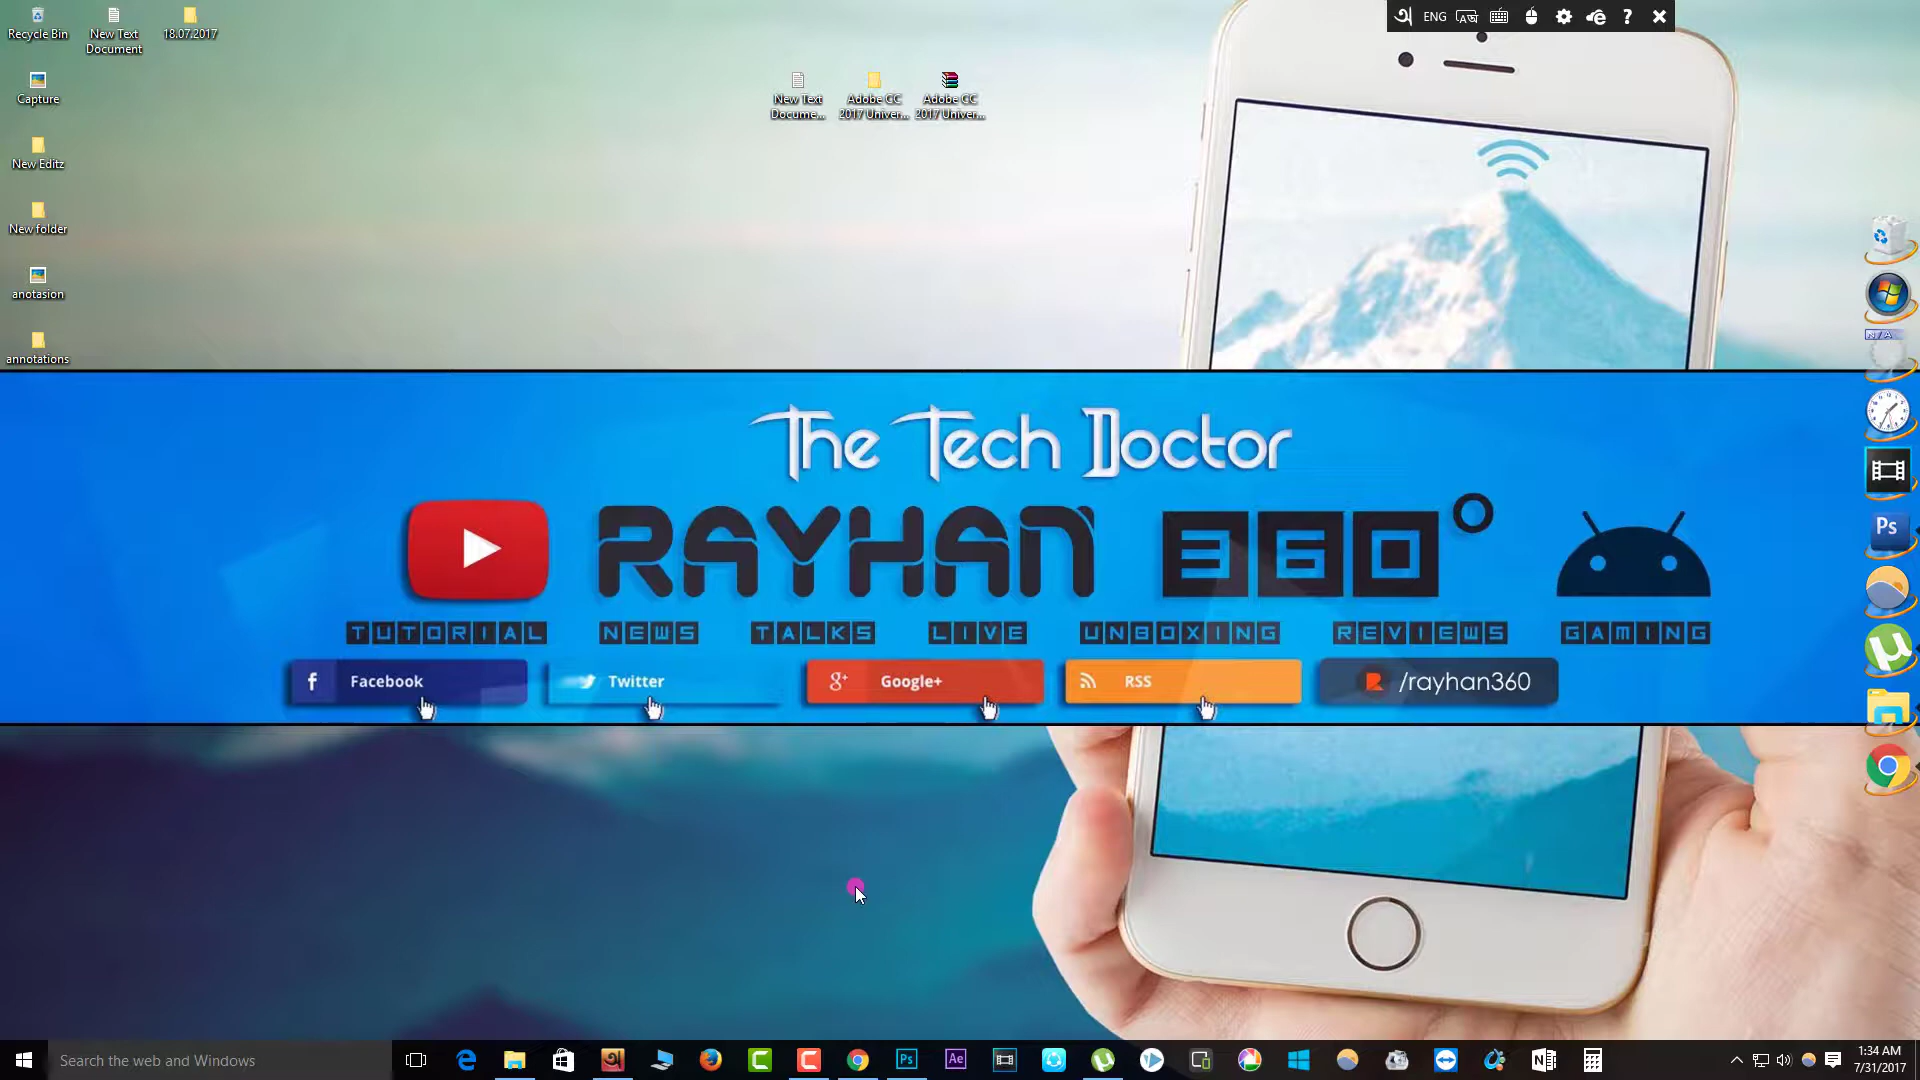 অ ENG
Recycle Bin
New Text
Document
18.07.2017
Capture
New Text
Docume...
Adobe CC
2017 Univer...
Adobe CC
2017 Univer...
New Editz
New folder
anotasion
annotations
N/A
The Tech Doctor
RAYHAN 360°
TUTORIAL NEWS TALKS LIVE UNBOXING REVIEWS GAMING
Facebook
Twitter
Google+
RSS
/rayhan360
Ps
Search the web and Windows
Ps
Ae
1:34 AM
7/31/2017